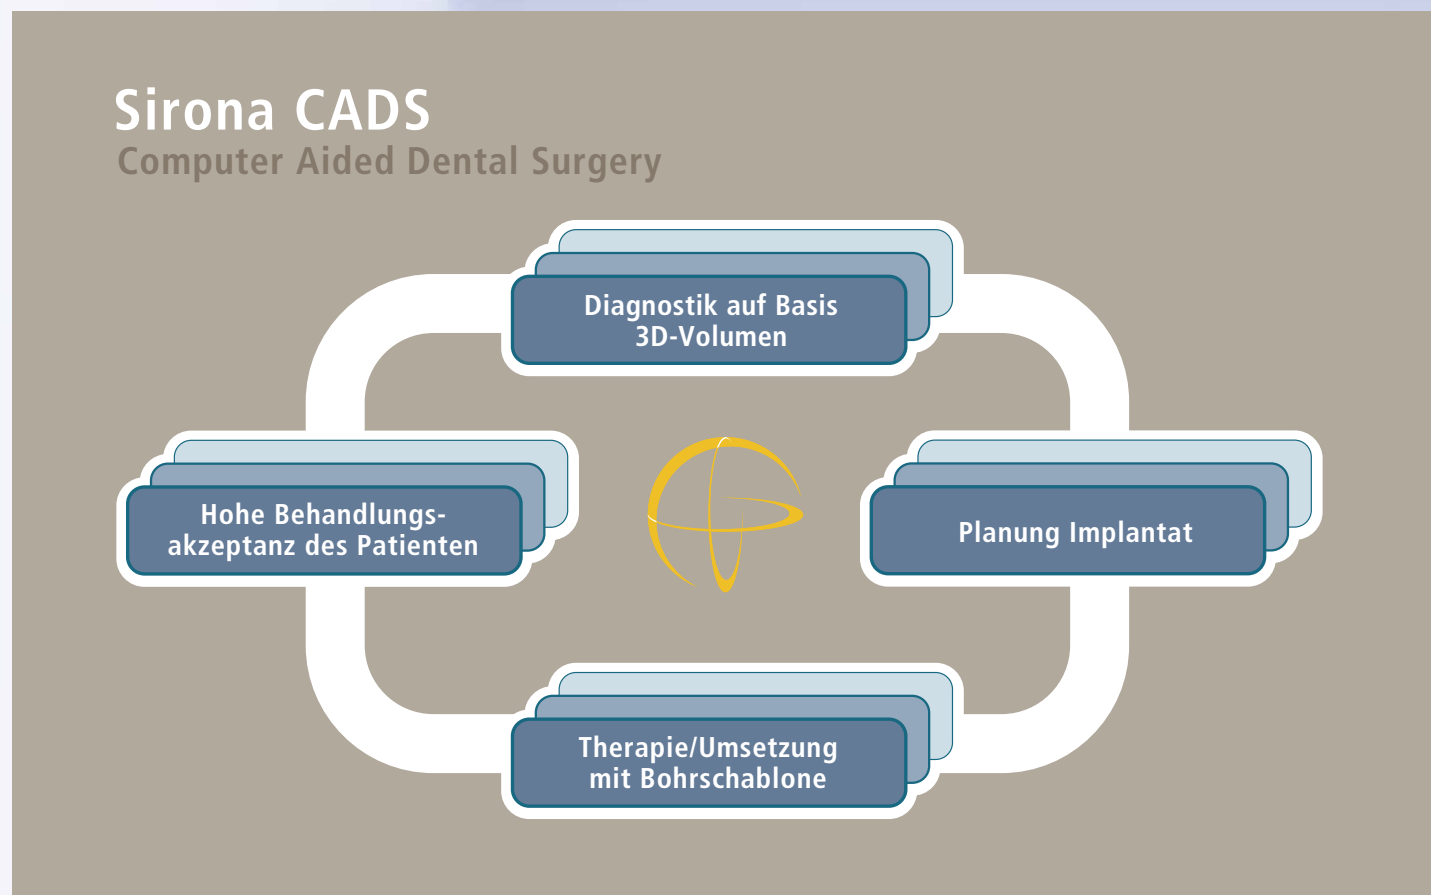 Sirona CADS
Computer Aided Dental Surgery
Diagnostik auf Basis
3D-Volumen
Hohe Behandlungs-
akzeptanz des Patienten
Planung Implantat
Therapie/Umsetzung
mit Bohrschablone